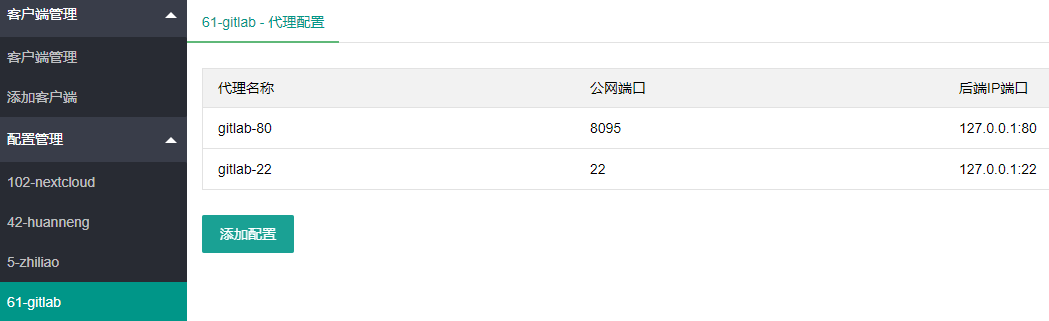 客户端管理
客户端管理
添加客户端
配置管理
102-nextcloud
42-huanneng
5-zhiliao
61-gitlab
61-gitlab - 代理配置
代理名称 公网端口 后端IP端口
gitlab-80 8095 127.0.0.1:80
gitlab-22 22 127.0.0.1:22
添加配置